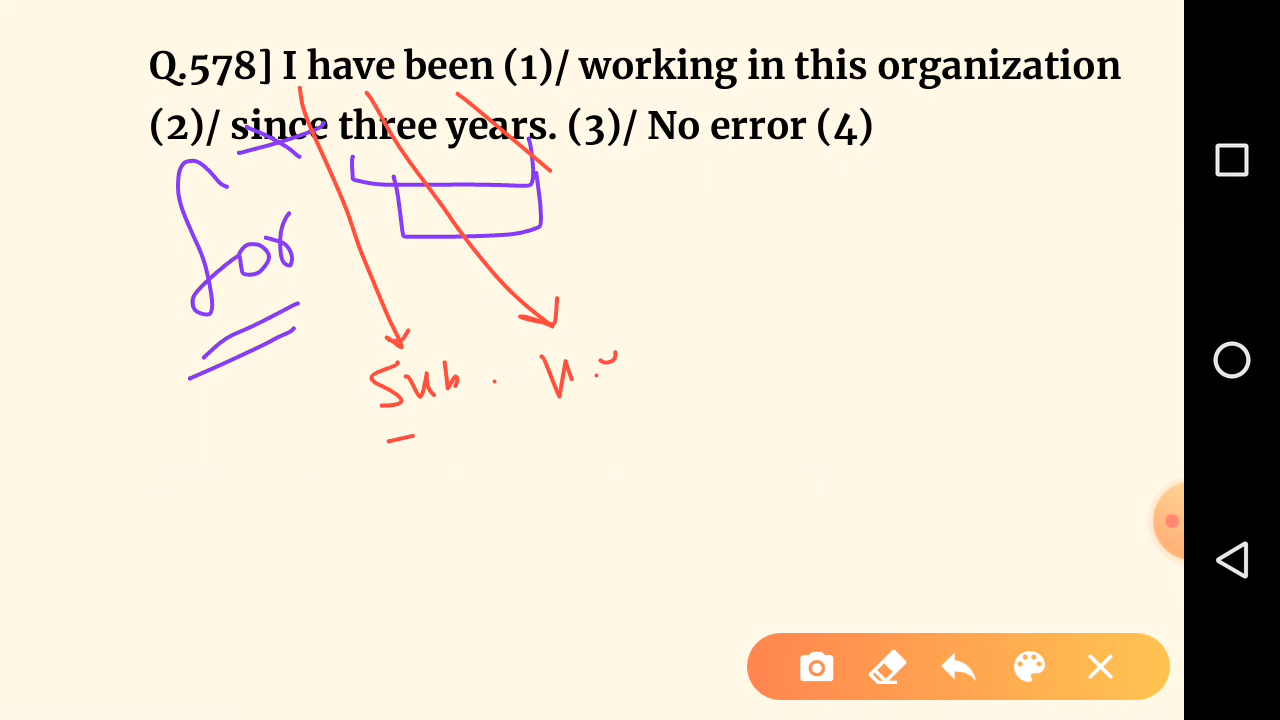 Q.578] I have been (1)/ working in this organization
(2)/ since three years. (3)/ No error (4)
for
Sub. V.